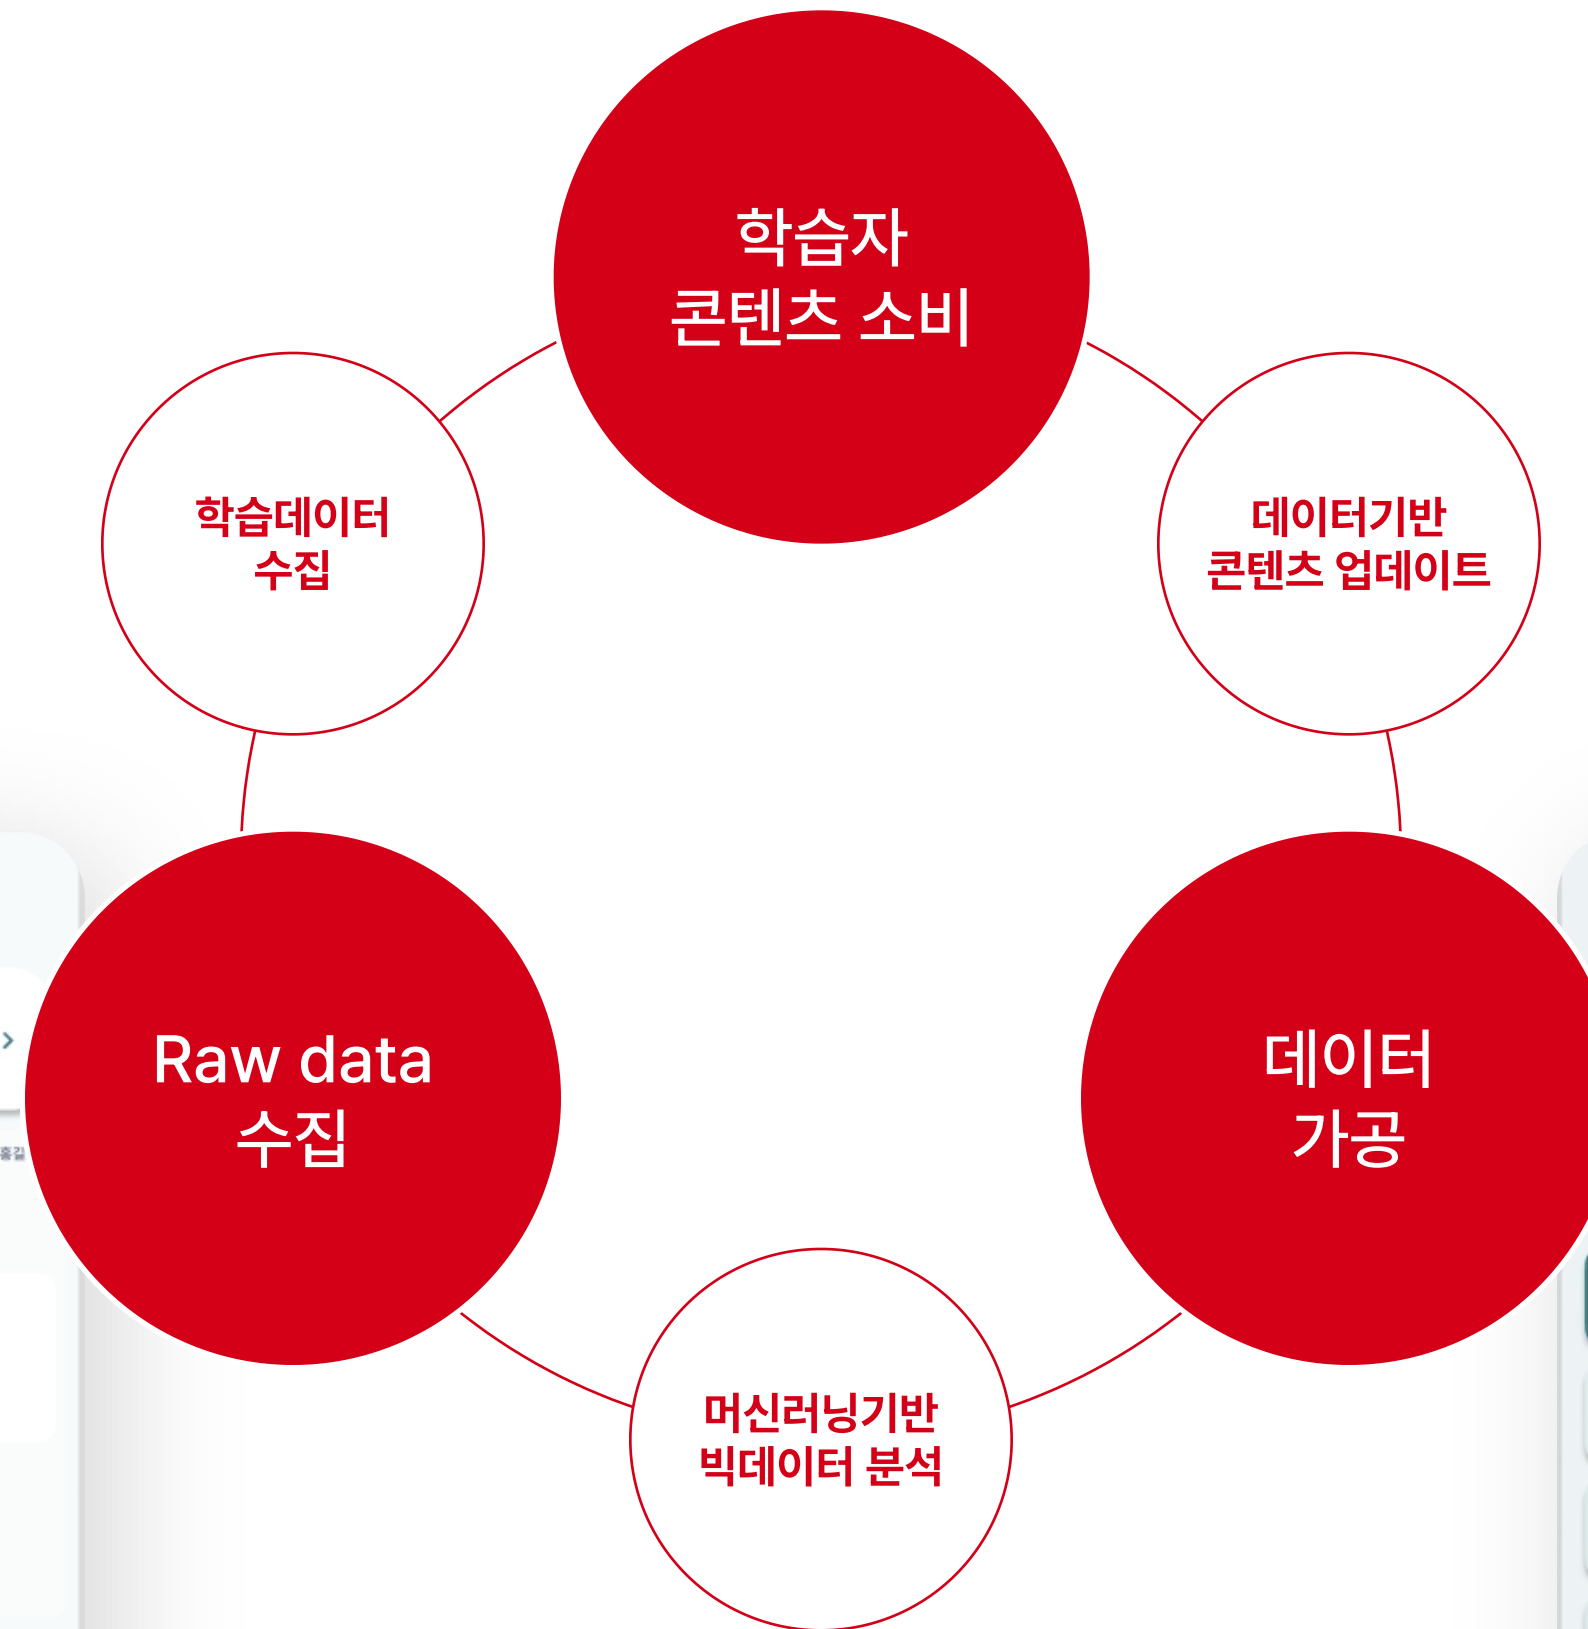 학습자
콘텐츠 소비
학습데이터
수집
데이터기반
콘텐츠 업데이트
Raw data
수집
데이터
가공
머신러닝기반
빅데이터 분석
홍길